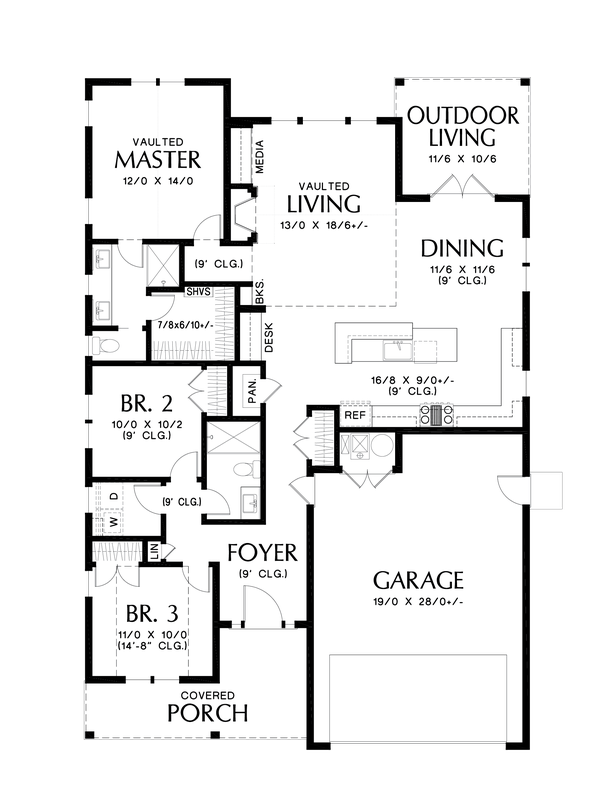 OUTDOOR
LIVING
11/6 X 10/6
VAULTED
MASTER
12/0 X 14/0
MEDIA
VAULTED
LIVING
13/0 X 18/6+/-
DINING
11/6 X 11/6
(9' CLG.)
(9' CLG.)
BKS.
SHVS
7/8x6/10+/-
DESK
16/8 X 9/0+/-
(9' CLG.)
PAN.
REF
BR. 2
10/0 X 10/2
(9' CLG.)
W D
(9' CLG.)
LIN
FOYER
(9' CLG.)
GARAGE
19/0 X 28/0+/-
BR. 3
11/0 X 10/0
(14'-8" CLG.)
COVERED
PORCH